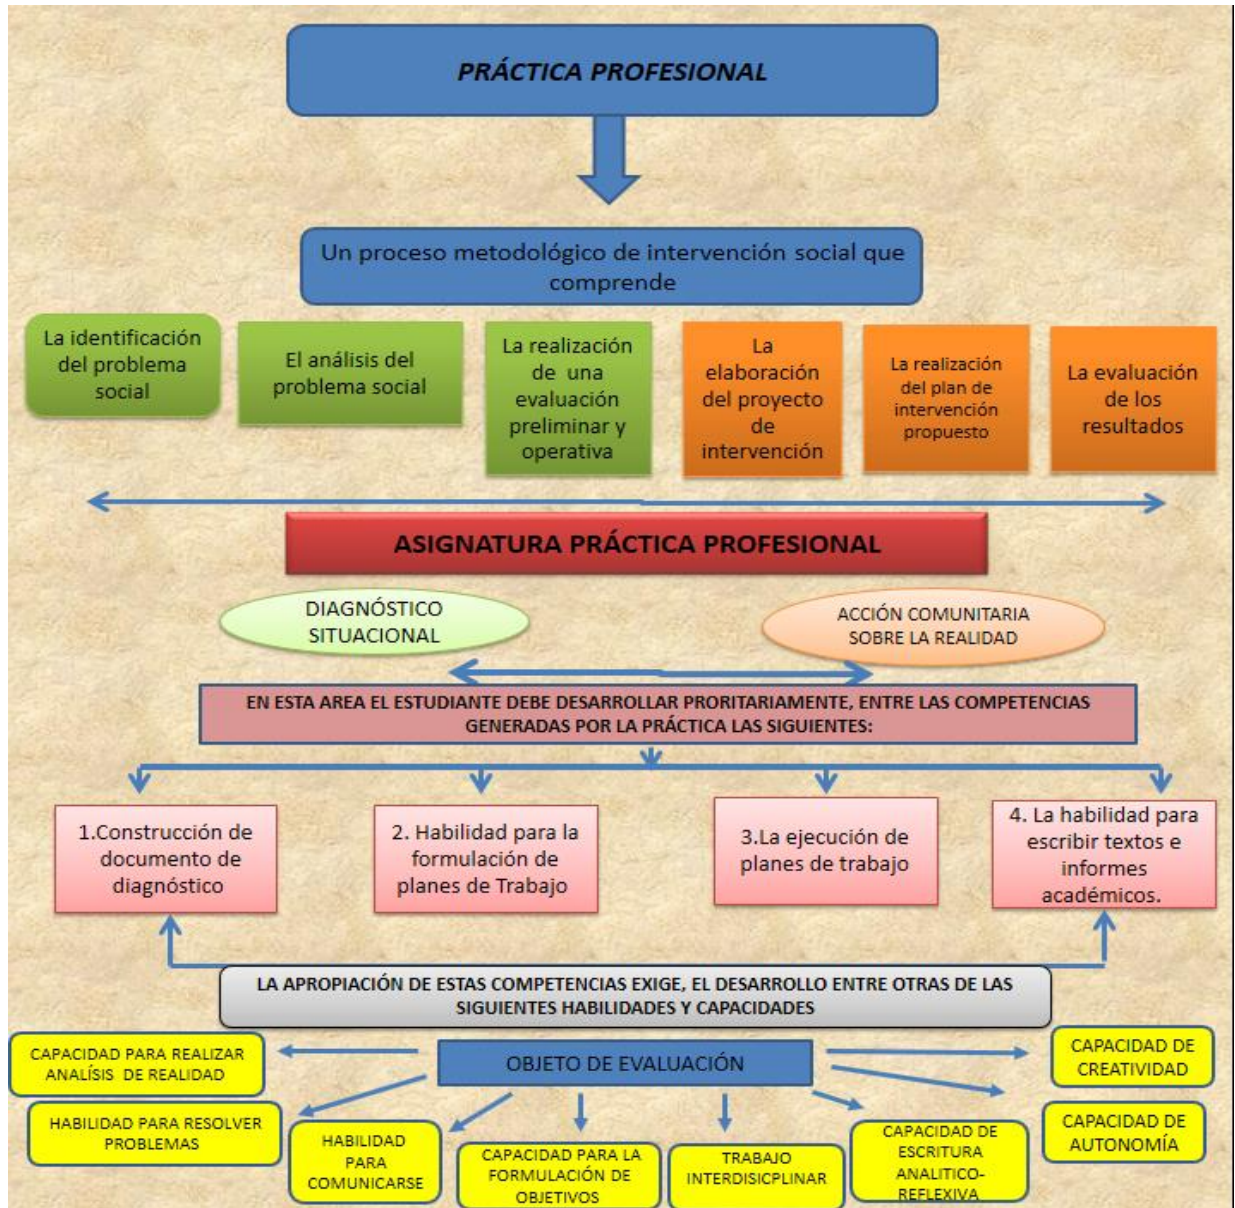 PRÁCTICA PROFESIONAL
Un proceso metodológico de intervención social que
comprende
La identificación
del problema
social
El análisis del
problema social
La realización
de una
evaluación
preliminar y
operativa
La
elaboración
del proyecto
de
intervención
La realización
del plan de
intervención
propuesto
La evaluación
de los
resultados
ASIGNATURA PRÁCTICA PROFESIONAL
DIAGNÓSTICO
SITUACIONAL
ACCIÓN COMUNITARIA
SOBRE LA REALIDAD
EN ESTA AREA EL ESTUDIANTE DEBE DESARROLLAR PRORITARIAMENTE, ENTRE LAS COMPETENCIAS
GENERADAS POR LA PRÁCTICA LAS SIGUIENTES:
1.Construcción de
documento de
diagnóstico
2. Habilidad para la
formulación de
planes de Trabajo
3.La ejecución de
planes de trabajo
4. La habilidad para
escribir textos e
informes
académicos.
LA APROPIACIÓN DE ESTAS COMPETENCIAS EXIGE, EL DESARROLLO ENTRE OTRAS DE LAS
SIGUIENTES HABILIDADES Y CAPACIDADES
OBJETO DE EVALUACIÓN
CAPACIDAD PARA REALIZAR
ANALÍSIS DE REALIDAD
HABILIDAD PARA RESOLVER
PROBLEMAS
HABILIDAD
PARA
COMUNICARSE
CAPACIDAD PARA LA
FORMULACIÓN DE
OBJETIVOS
TRABAJO
INTERDISICPLINAR
CAPACIDAD DE
ESCRITURA
ANALITICO-
REFLEXIVA
CAPACIDAD DE
AUTONOMÍA
CAPACIDAD DE
CREATIVIDAD